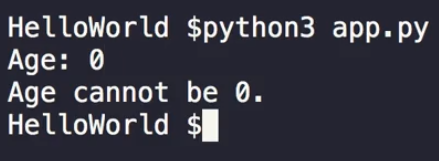 HelloWorld $python3 app.py
Age: 0
Age cannot be 0.
HelloWorld $